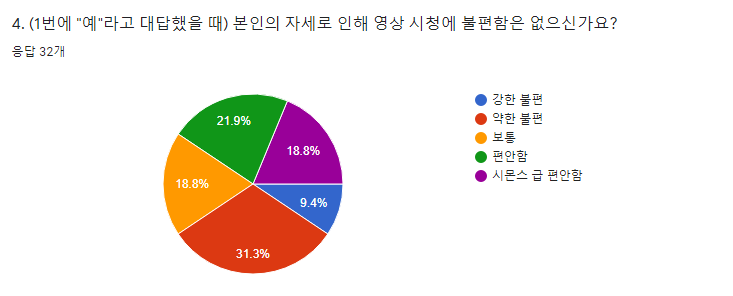 4. (1번에 "예"라고 대답했을 때) 본인의 자세로 인해 영상 시청에 불편함은 없으신가요?
응답 32개
21.9%
18.8%
18.8%
9.4%
31.3%
강한 불편
약한 불편
보통
편안함
시몬스 급 편안함